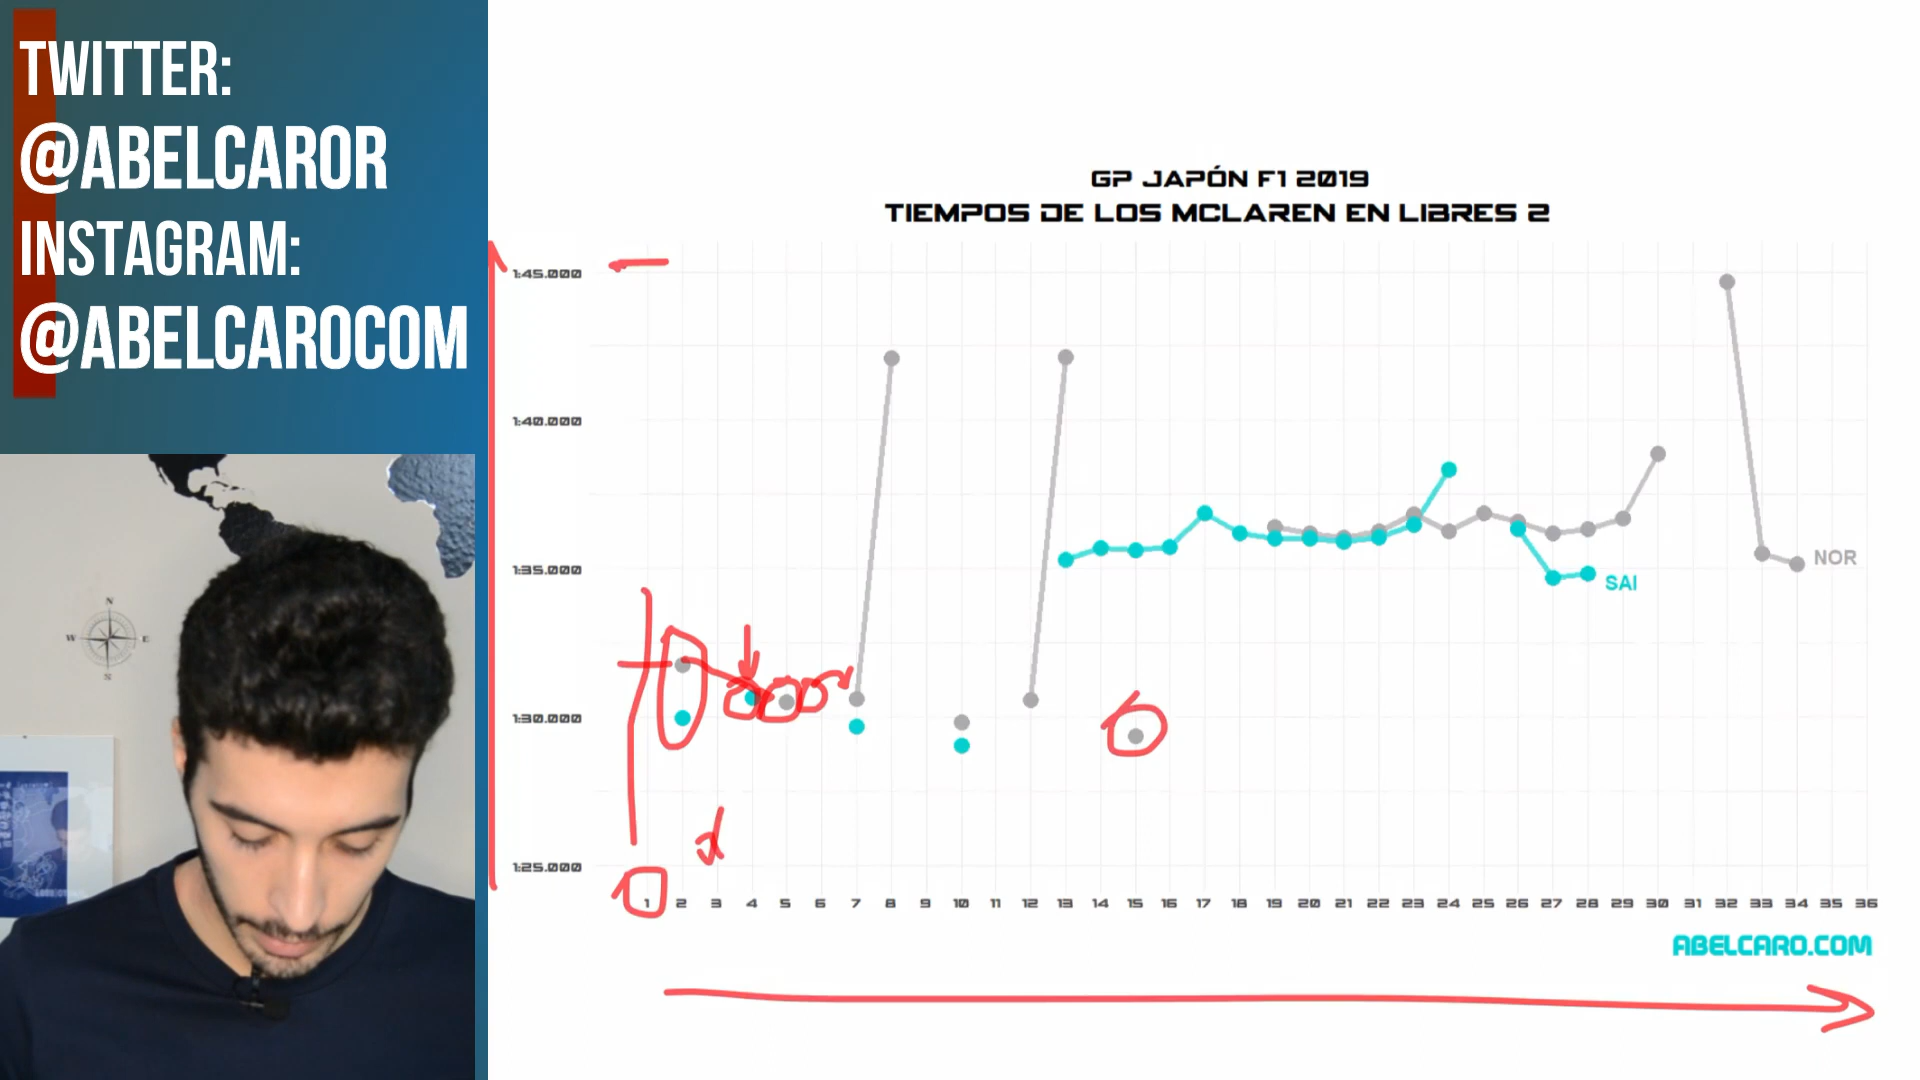 TWITTER:
@ABELCAROR
INSTAGRAM:
@ABELCAROCOM
GP JAPÓN F1 2019
TIEMPOS DE LOS MCLAREN EN LIBRES 2
1:45.000
1:40.000
1:35.000
1:30.000
1:25.000
NOR
SAI
1 2 3 4 5 6 7 8 9 10 11 12 13 14 15 16 17 18 19 20 21 22 23 24 25 26 27 28 29 30 31 32 33 34 35 36
ABELCARO.COM
N
W E
S